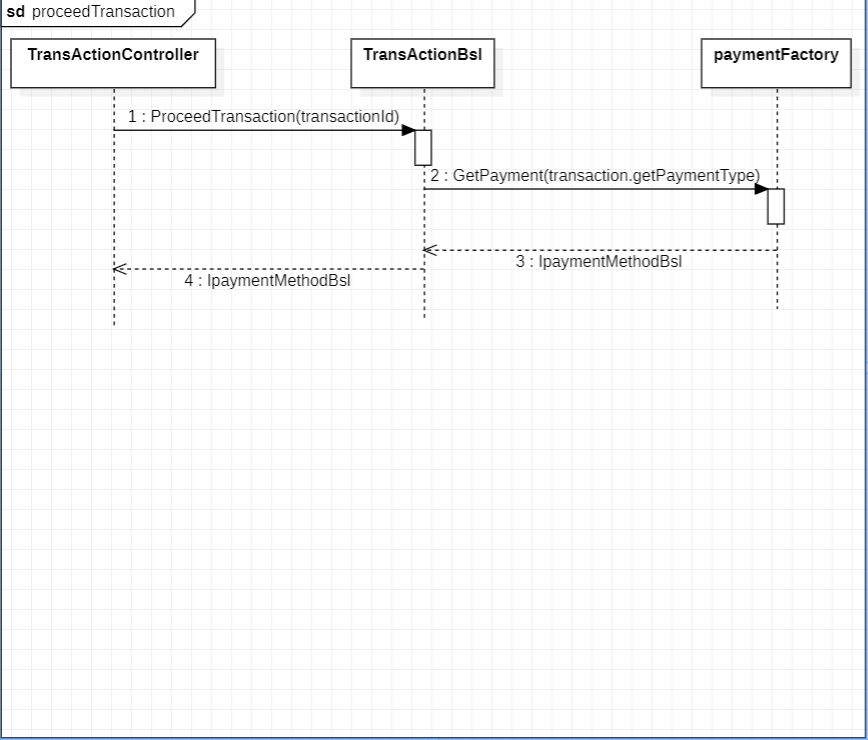 sd proceedTransaction
TransActionController
TransActionBsl
paymentFactory
1 : ProceedTransaction(transactionId)
2 : GetPayment(transaction.getPaymentType)
3 : IpaymentMethodBsl
4 : IpaymentMethodBsl